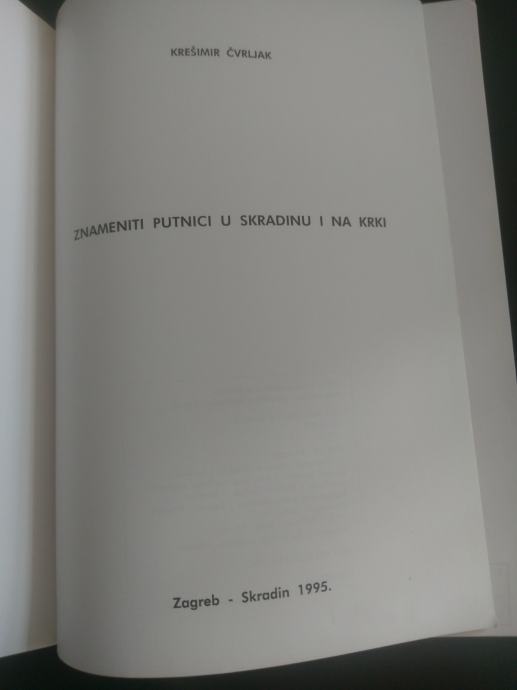 KREŠIMIR ČVRLJAK
ZNAMENITI PUTNICI U SKRADINU I NA KRKI
Zagreb - Skradin 1995.